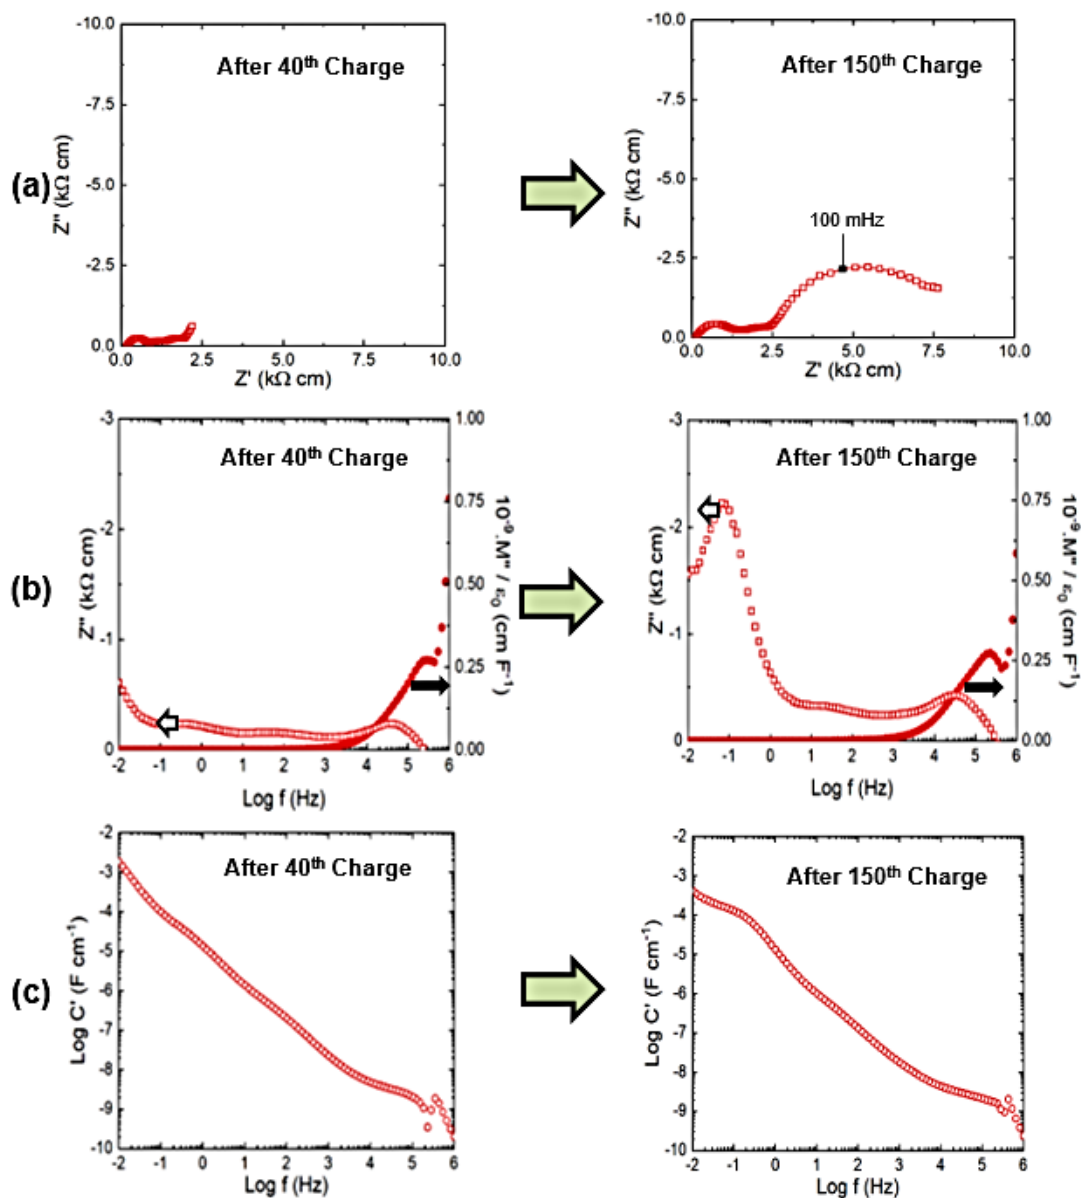 (a)
After 40th Charge
-10.0
-7.5
-5.0
-2.5
0.0
Z'' (kΩ cm)
0.0 2.5 5.0 7.5 10.0
Z' (kΩ cm)
After 150th Charge
-10.0
-7.5
-5.0
-2.5
0.0
Z'' (kΩ cm)
100 mHz
0.0 2.5 5.0 7.5 10.0
Z' (kΩ cm)
(b)
After 40th Charge
-3
-2
-1
0
Z'' (kΩ cm)
1.00
0.75
0.50
0.25
0.00
10⁻⁹.M'' / ε₀ (cm F⁻¹)
-2 -1 0 1 2 3 4 5 6
Log f (Hz)
After 150th Charge
-3
-2
-1
0
Z'' (kΩ cm)
1.00
0.75
0.50
0.25
0.00
10⁻⁹.M'' / ε₀ (cm F⁻¹)
-2 -1 0 1 2 3 4 5 6
Log f (Hz)
(c)
After 40th Charge
-2
-3
-4
-5
-6
-7
-8
-9
-10
Log C' (F cm⁻¹)
-2 -1 0 1 2 3 4 5 6
Log f (Hz)
After 150th Charge
-2
-3
-4
-5
-6
-7
-8
-9
-10
Log C' (F cm⁻¹)
-2 -1 0 1 2 3 4 5 6
Log f (Hz)